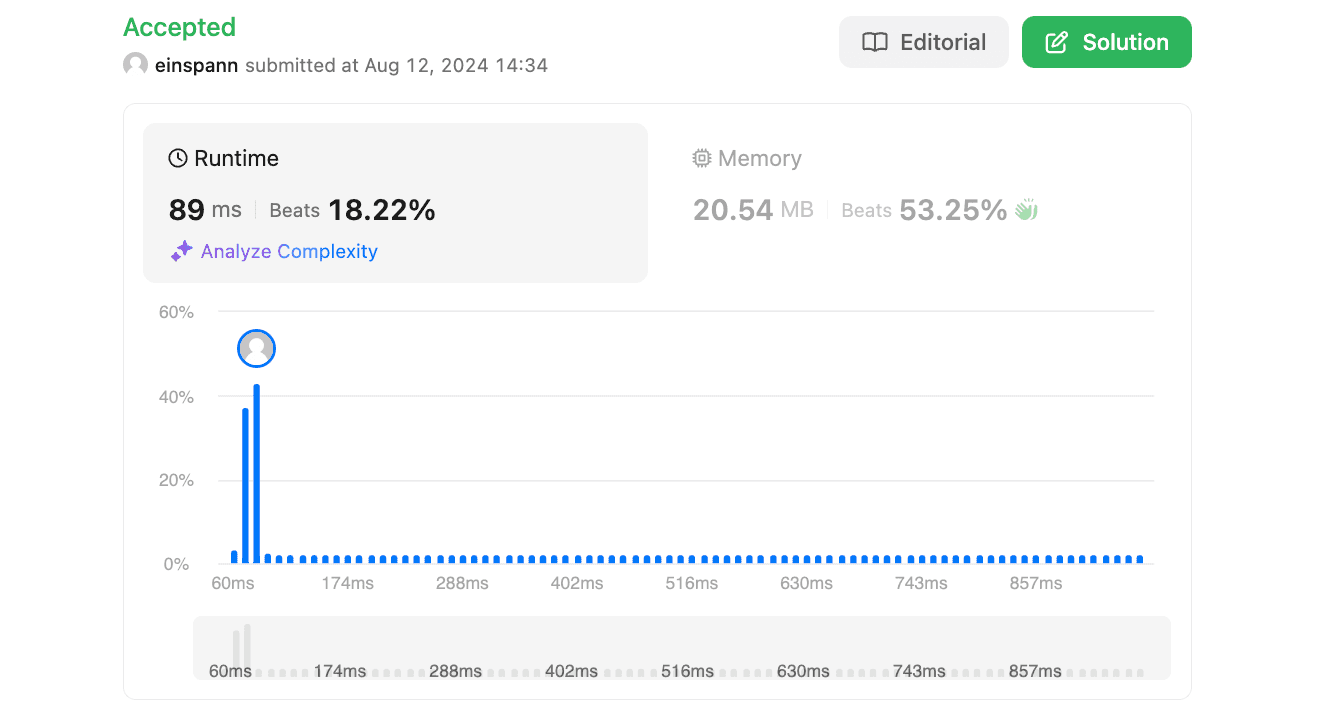 Accepted
einspann submitted at Aug 12, 2024 14:34
Editorial
Solution
Runtime
89 ms Beats 18.22%
Analyze Complexity
Memory
20.54 MB Beats 53.25%
60%
40%
20%
0%
60ms 174ms 288ms 402ms 516ms 630ms 743ms 857ms
60ms 174ms 288ms 402ms 516ms 630ms 743ms 857ms